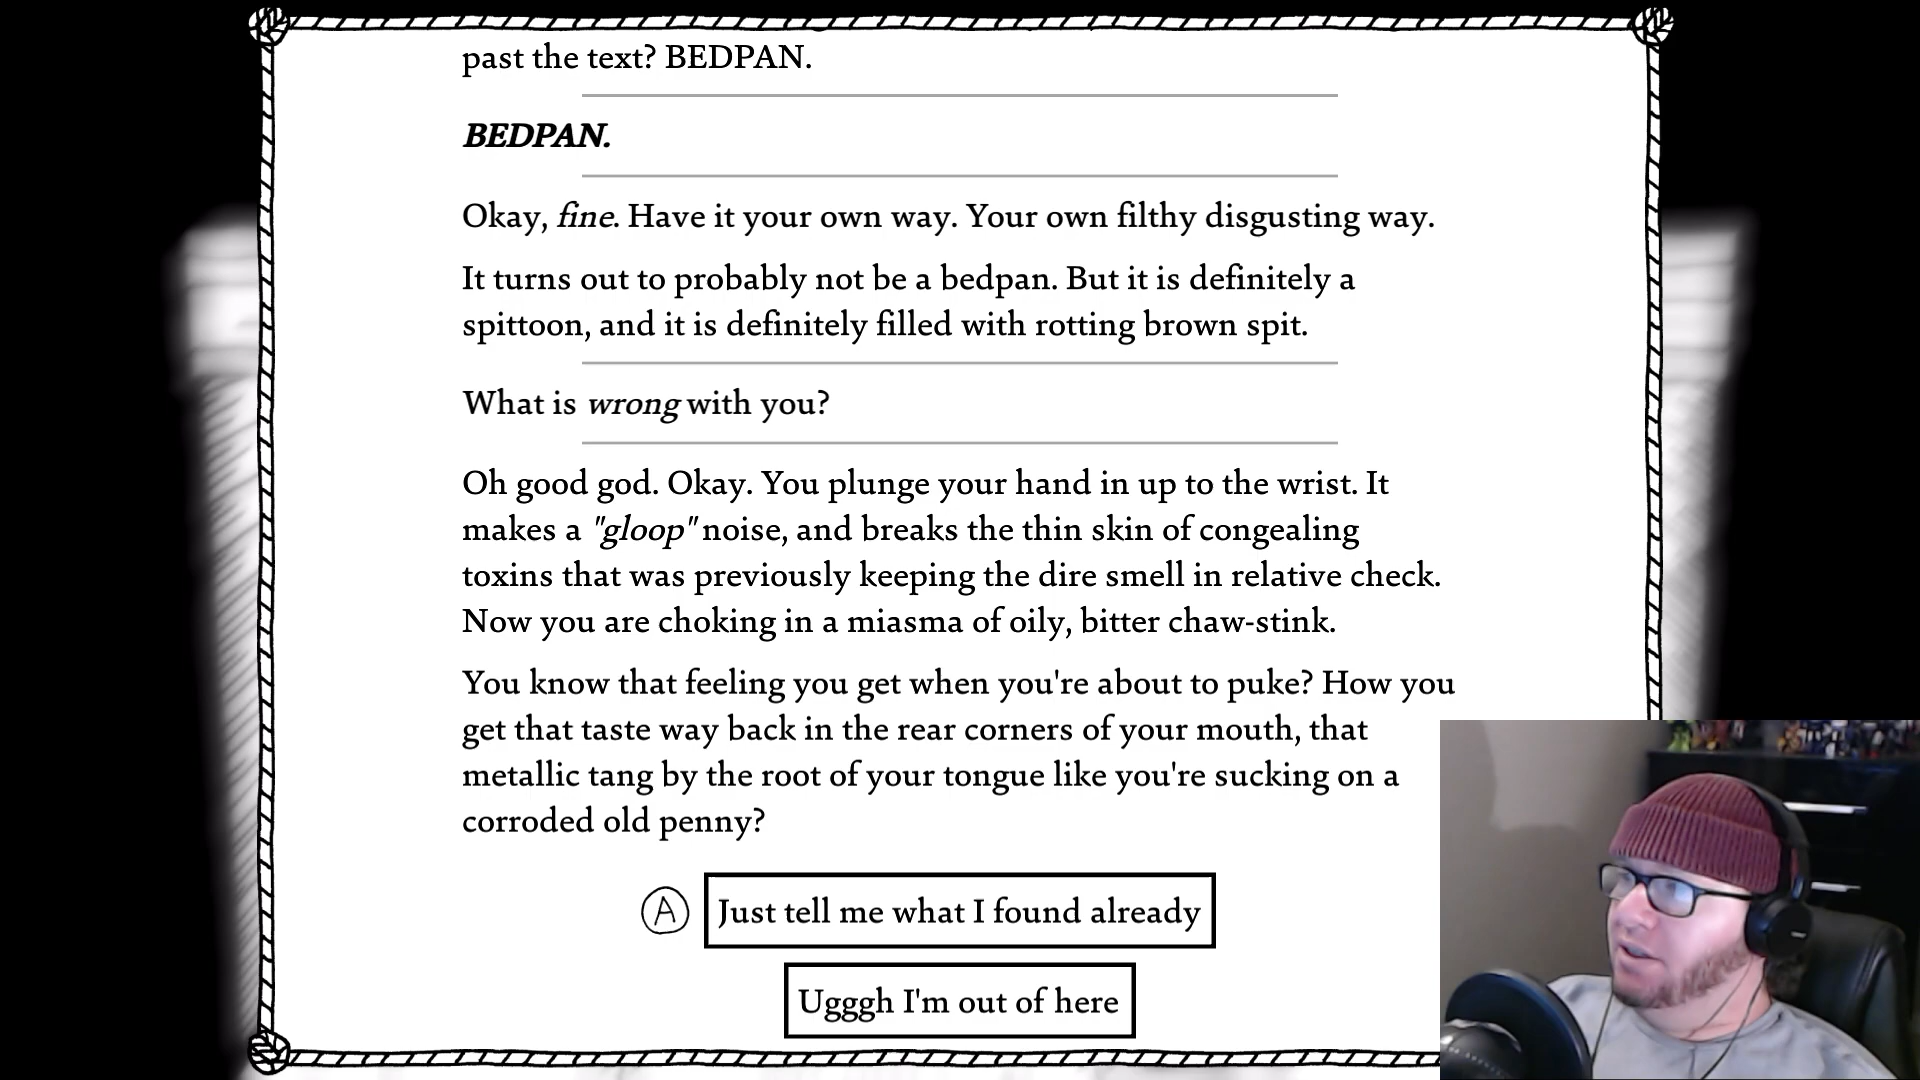 past the text? BEDPAN.
BEDPAN.
Okay, fine. Have it your own way. Your own filthy disgusting way.
It turns out to probably not be a bedpan. But it is definitely a
spittoon, and it is definitely filled with rotting brown spit.
What is wrong with you?
Oh good god. Okay. You plunge your hand in up to the wrist. It
makes a "gloop" noise, and breaks the thin skin of congealing
toxins that was previously keeping the dire smell in relative check.
Now you are choking in a miasma of oily, bitter chaw-stink.
You know that feeling you get when you're about to puke? How you
get that taste way back in the rear corners of your mouth, that
metallic tang by the root of your tongue like you're sucking on a
corroded old penny?
A Just tell me what I found already
Ugggh I'm out of here